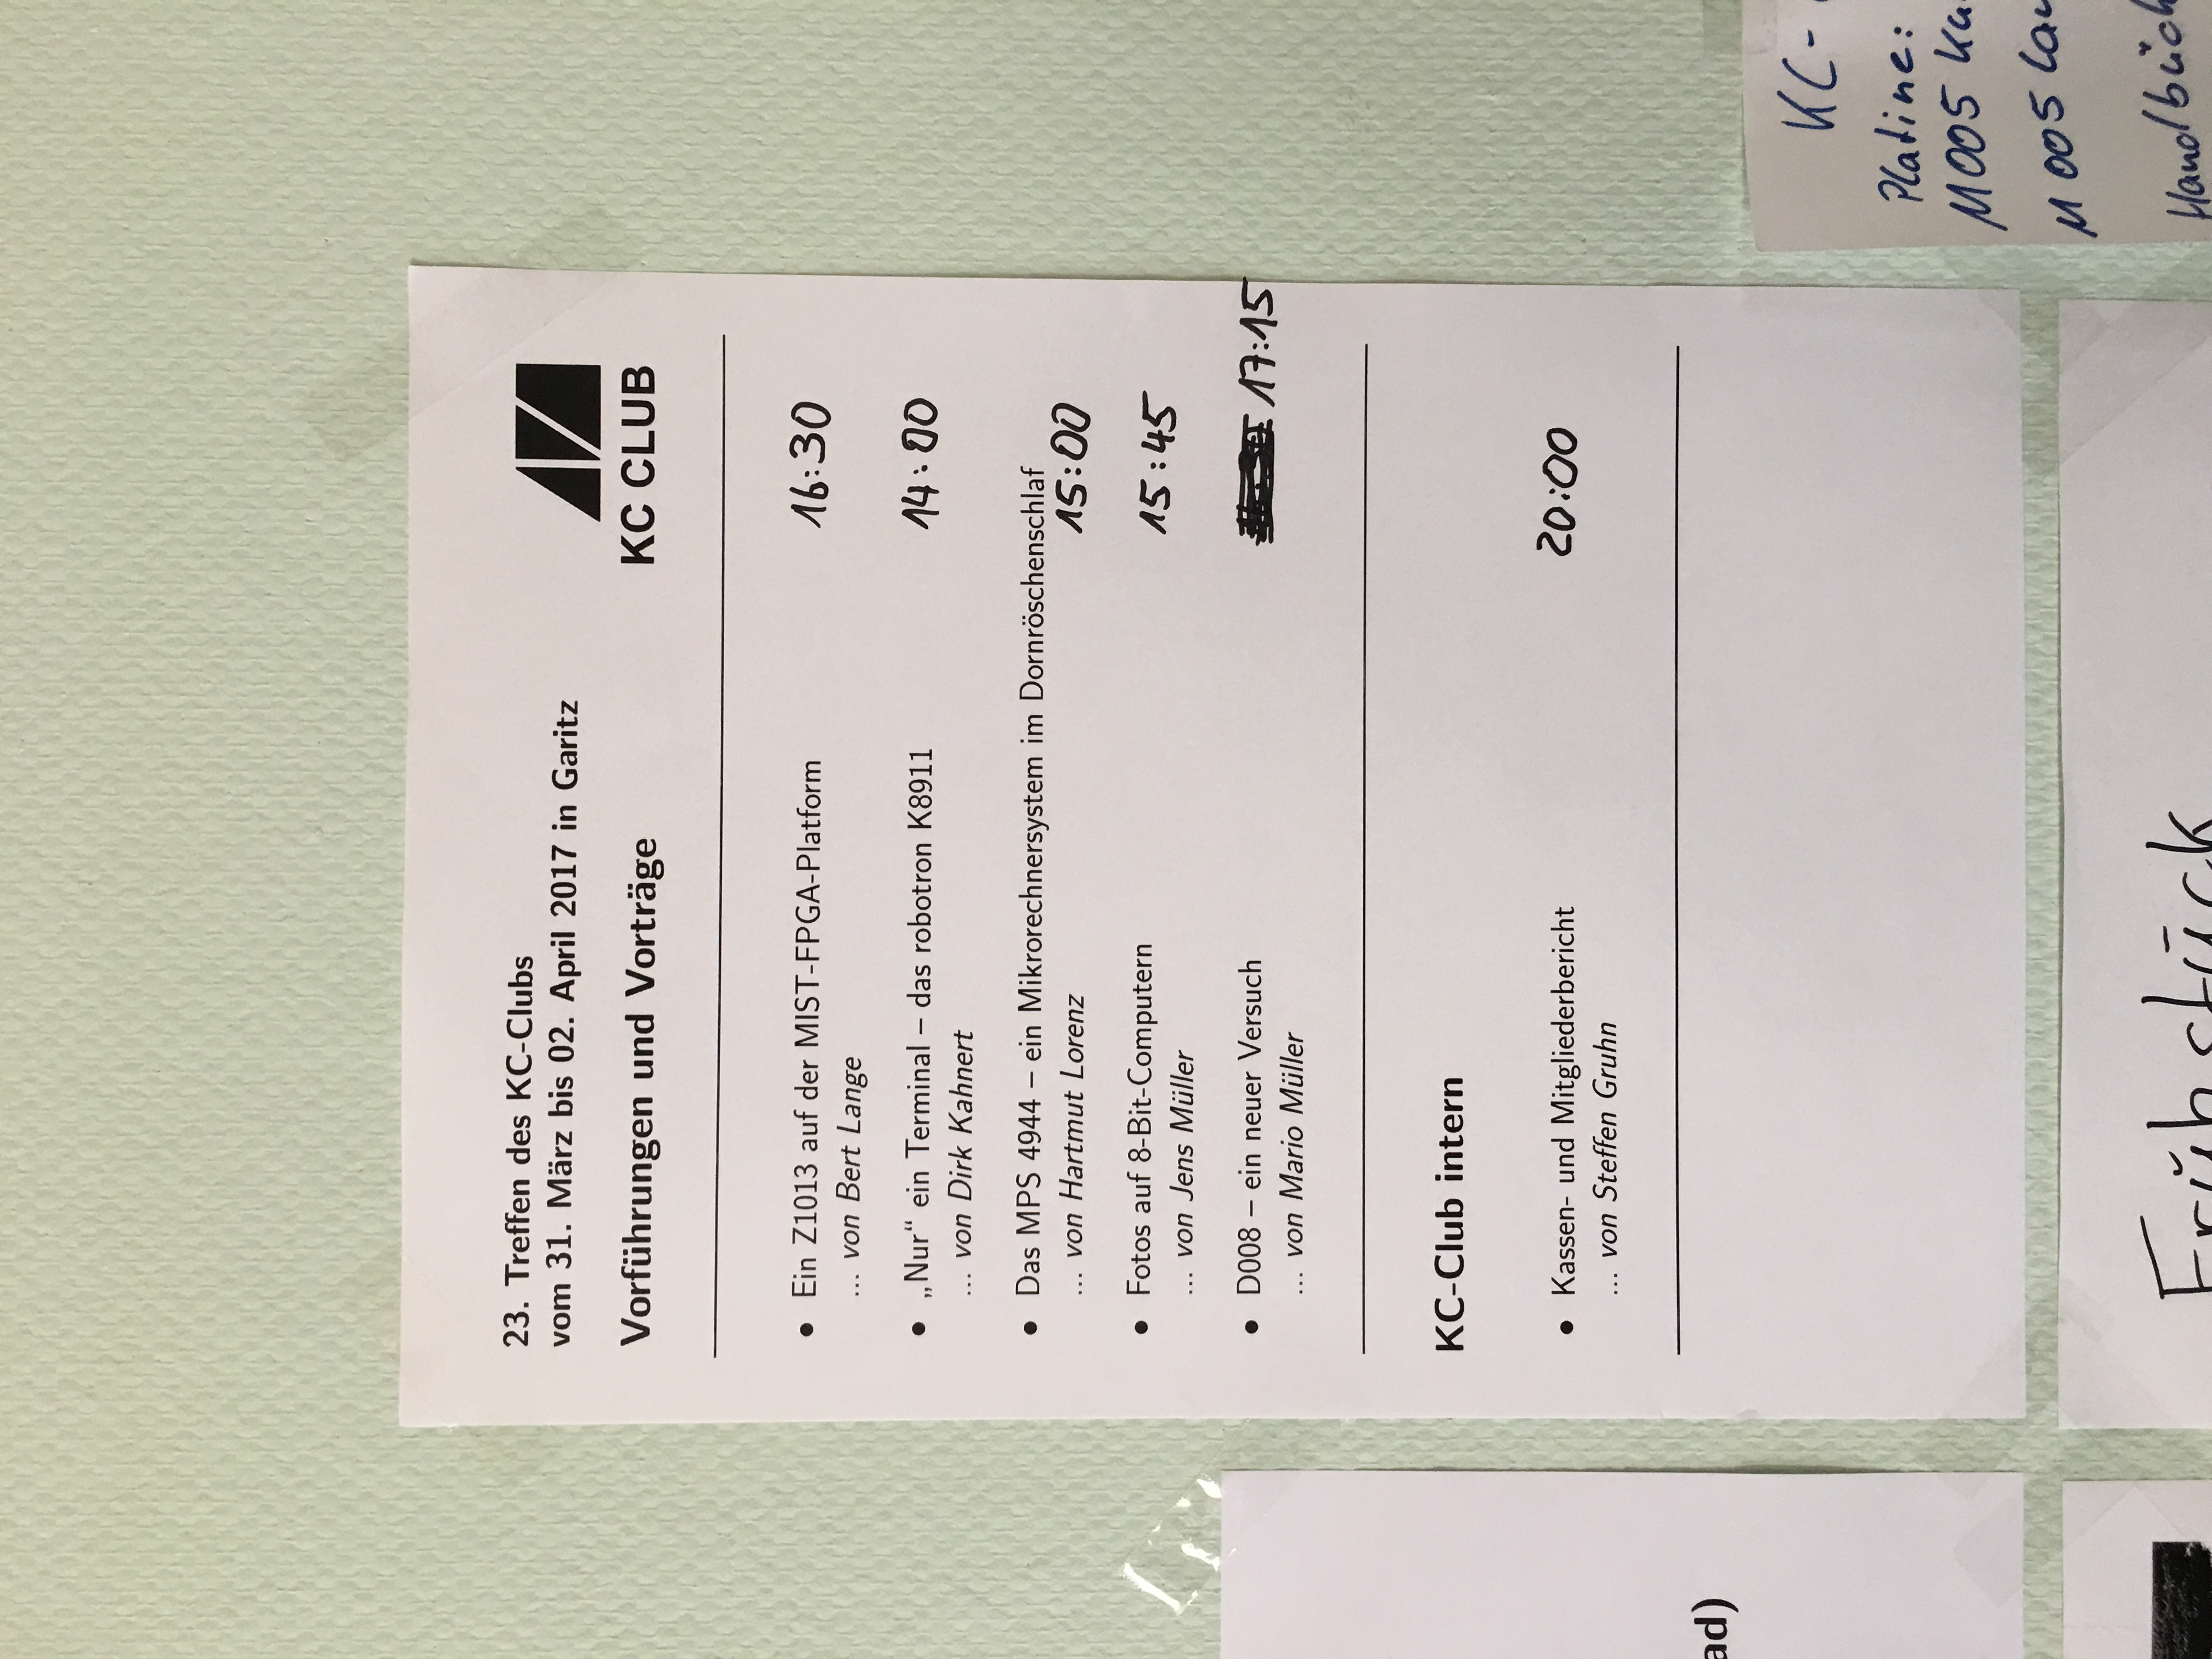 23. Treffen des KC-Clubs
vom 31. März bis 02. April 2017 in Garitz
Vorführungen und Vorträge
KC CLUB
• Ein Z1013 auf der MIST-FPGA-Platform 16:30
... von Bert Lange
• „Nur“ ein Terminal – das robotron K8911 14:00
... von Dirk Kahnert
• Das MPS 4944 – ein Mikrorechnersystem im Dornröschenschlaf
... von Hartmut Lorenz 15:00
• Fotos auf 8-Bit-Computern 15:45
... von Jens Müller
• D008 – ein neuer Versuch 17:15
... von Mario Müller
KC-Club intern
• Kassen- und Mitgliederbericht 20:00
... von Steffen Gruhn
KC-
Platine:
M005
M005
Frühstück
ad)